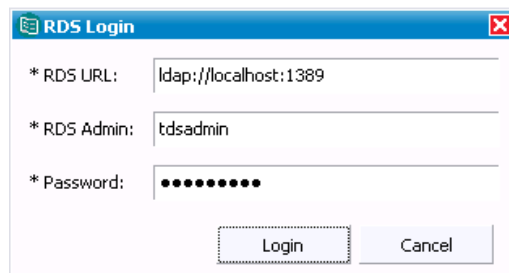 RDS Login
* RDS URL: ldap://localhost:1389
* RDS Admin: tdsadmin
* Password: ●●●●●●●●●
Login Cancel